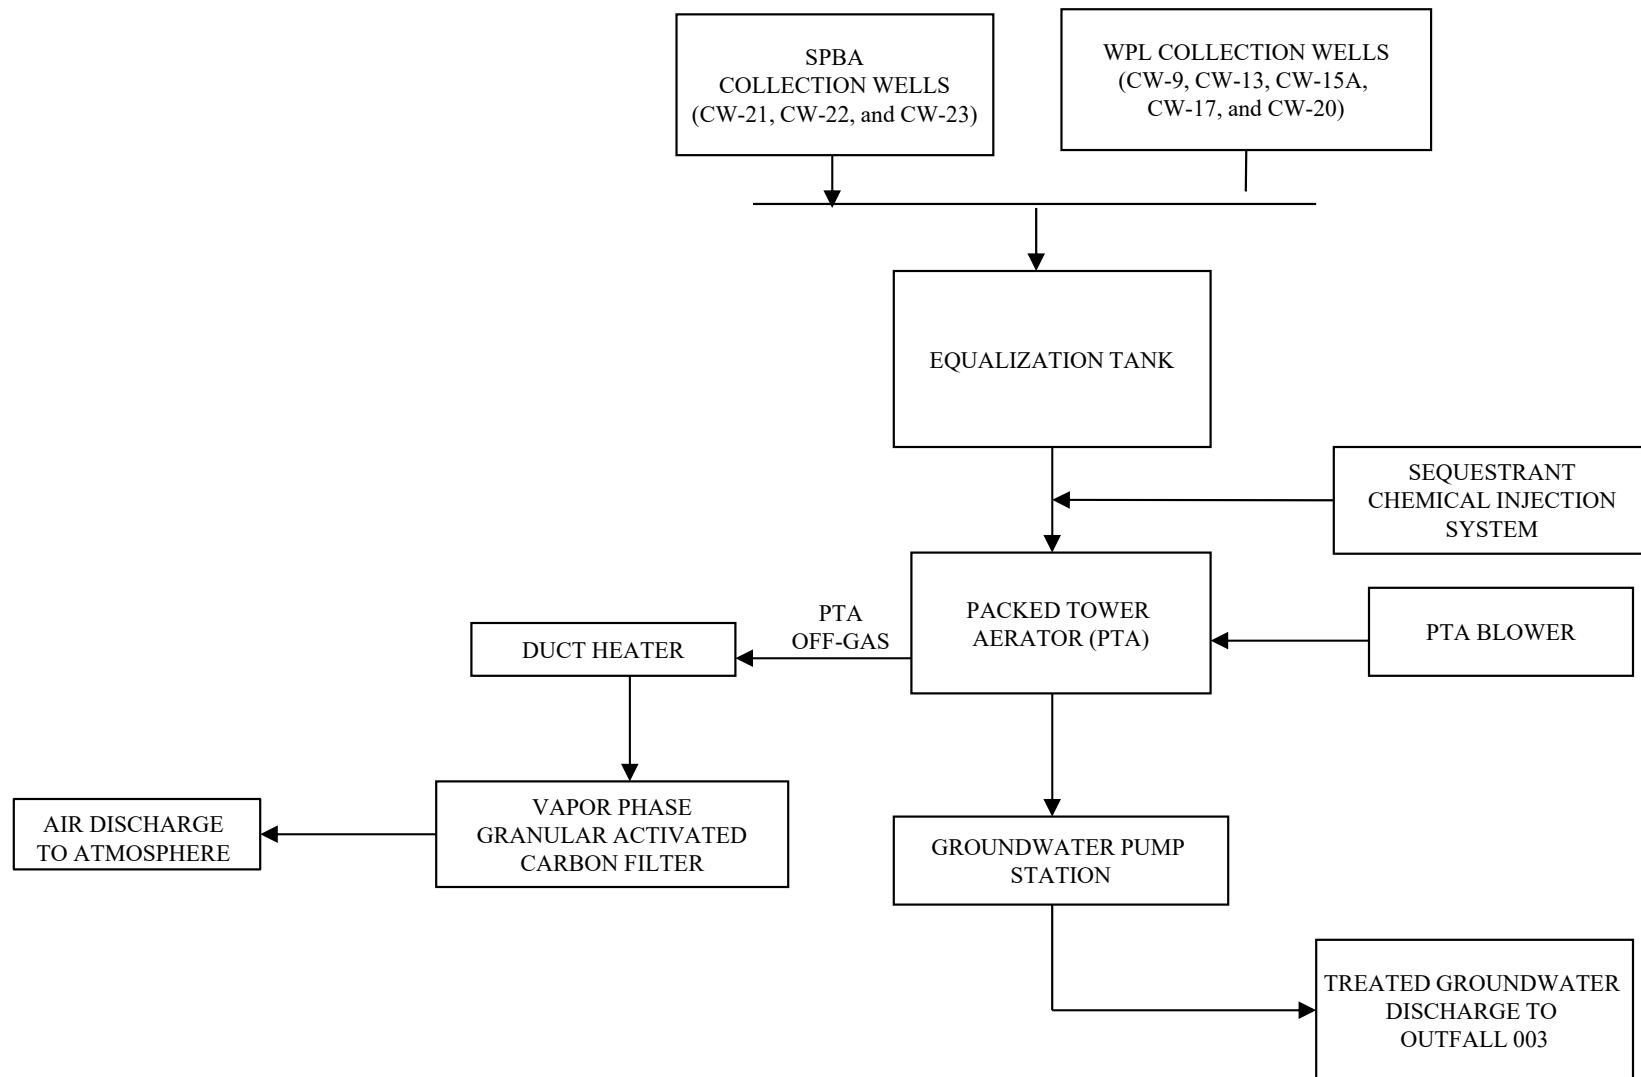 SPBA
COLLECTION WELLS
(CW-21, CW-22, and CW-23)
WPL COLLECTION WELLS
(CW-9, CW-13, CW-15A,
CW-17, and CW-20)
EQUALIZATION TANK
SEQUESTRANT
CHEMICAL INJECTION
SYSTEM
PACKED TOWER
AERATOR (PTA)
PTA BLOWER
PTA
OFF-GAS
DUCT HEATER
VAPOR PHASE
GRANULAR ACTIVATED
CARBON FILTER
AIR DISCHARGE
TO ATMOSPHERE
GROUNDWATER PUMP
STATION
TREATED GROUNDWATER
DISCHARGE TO
OUTFALL 003